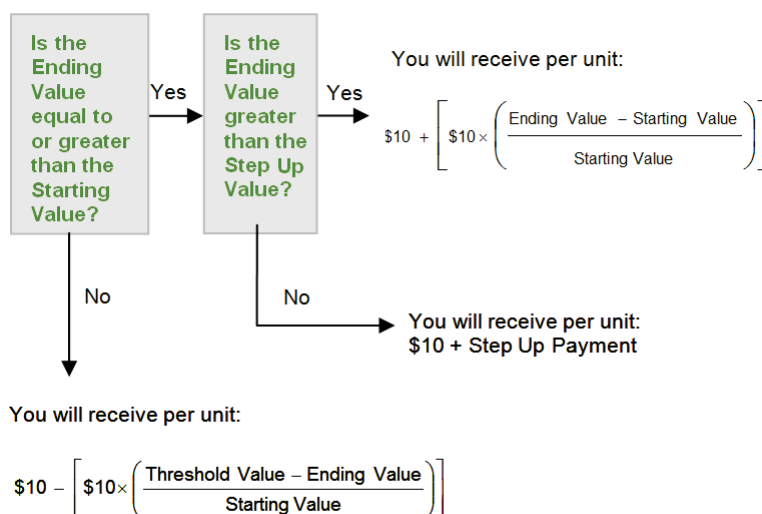 Is the
Ending
Value
equal to
or greater
than the
Starting
Value?
Yes
Is the
Ending
Value
greater
than the
Step Up
Value?
Yes
You will receive per unit:
$10 + [ $10 × ( Ending Value – Starting Value
Starting Value ) ]
No
No
You will receive per unit:
$10 + Step Up Payment
You will receive per unit:
$10 – [ $10× ( Threshold Value – Ending Value
Starting Value ) ]